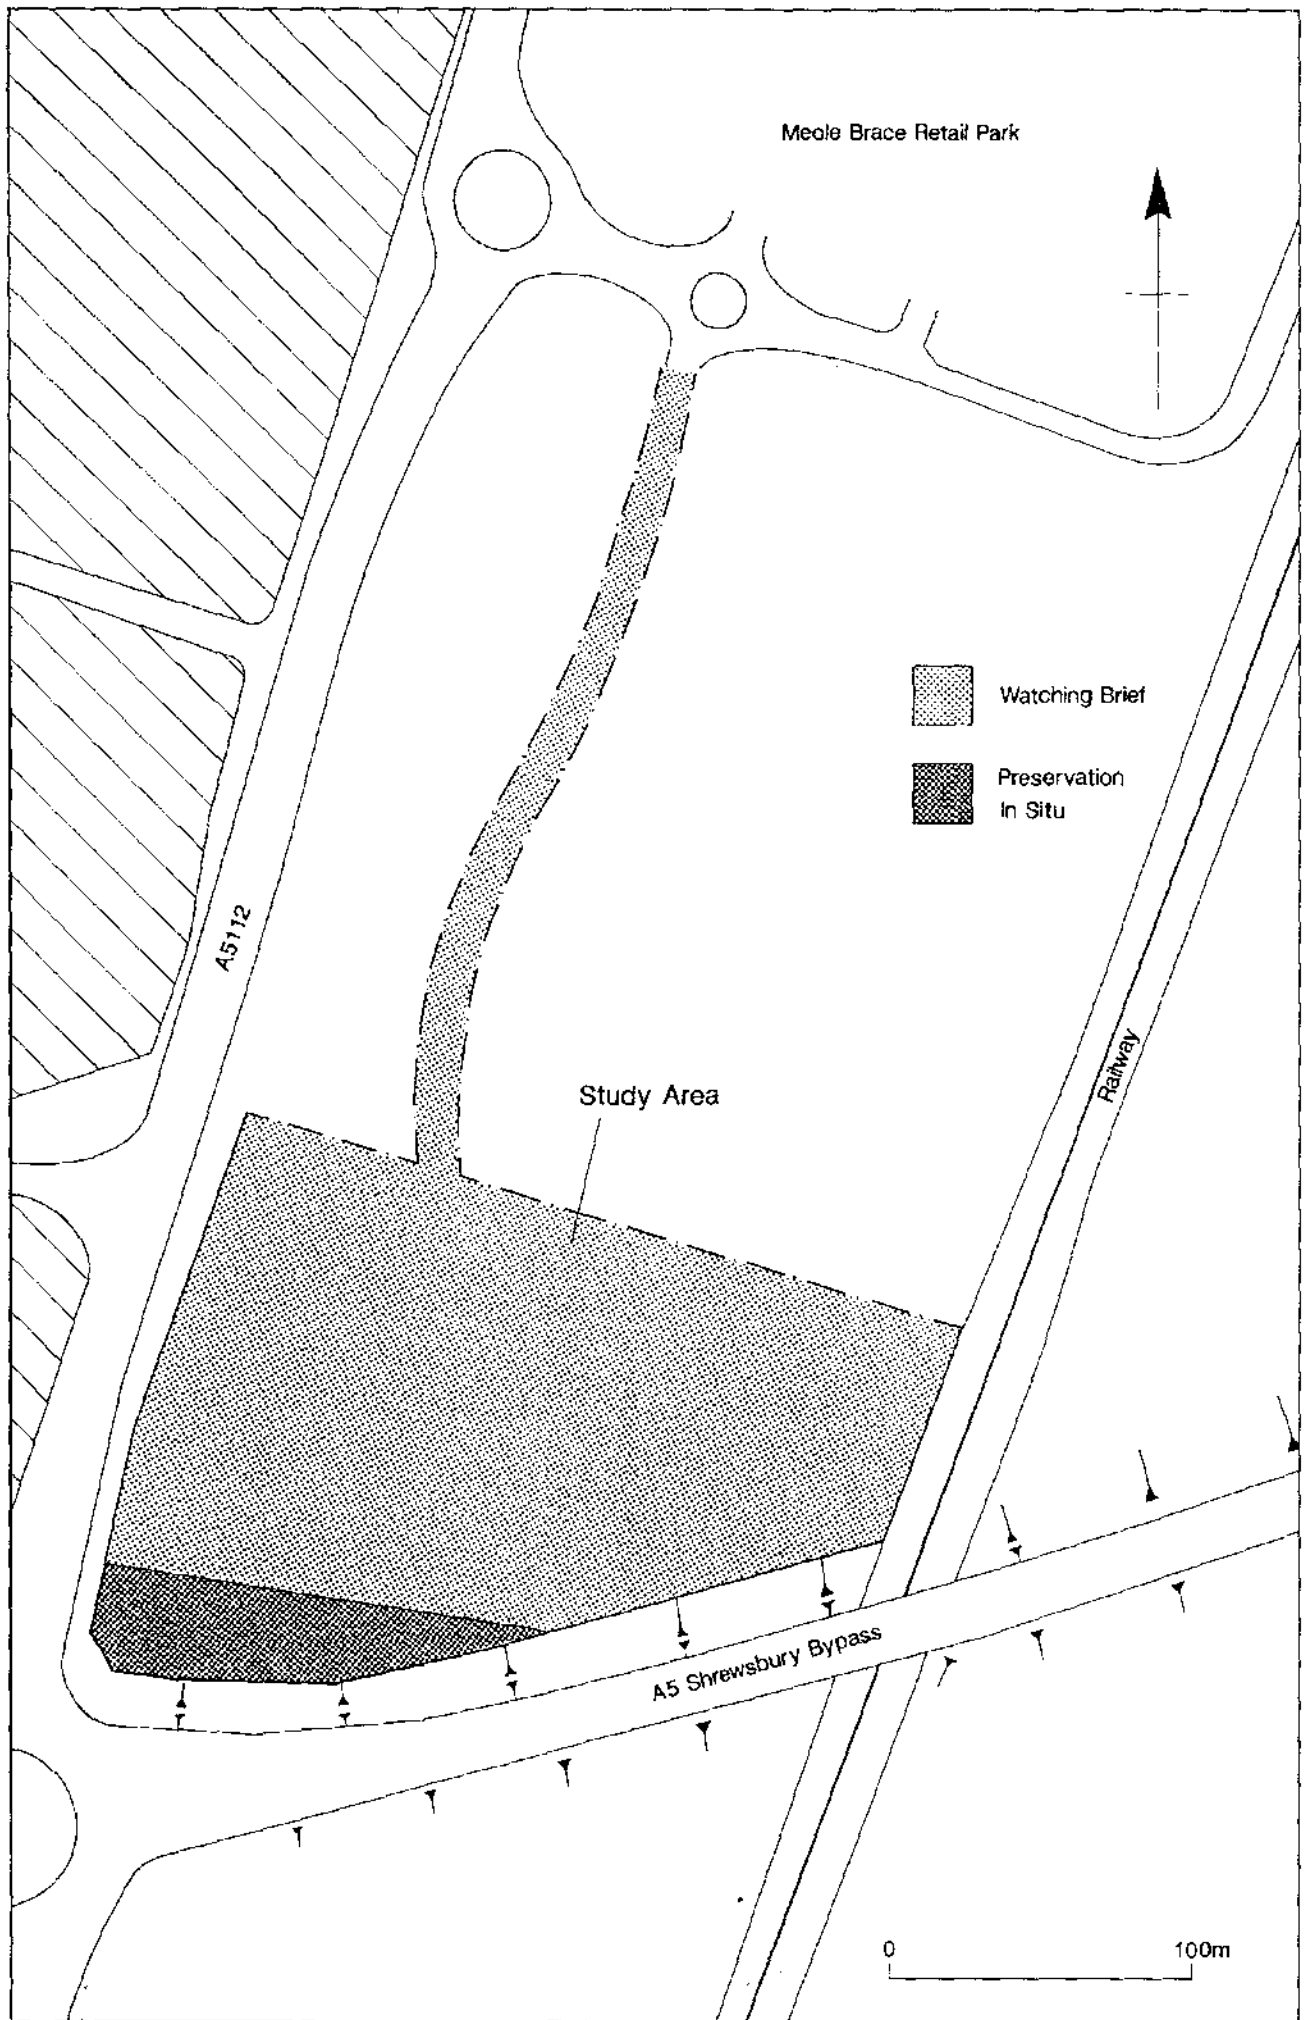 Meole Brace Retail Park
Watching Brief
Preservation
In Situ
A5112
Railway
Study Area
A5 Shrewsbury Bypass
0 100m